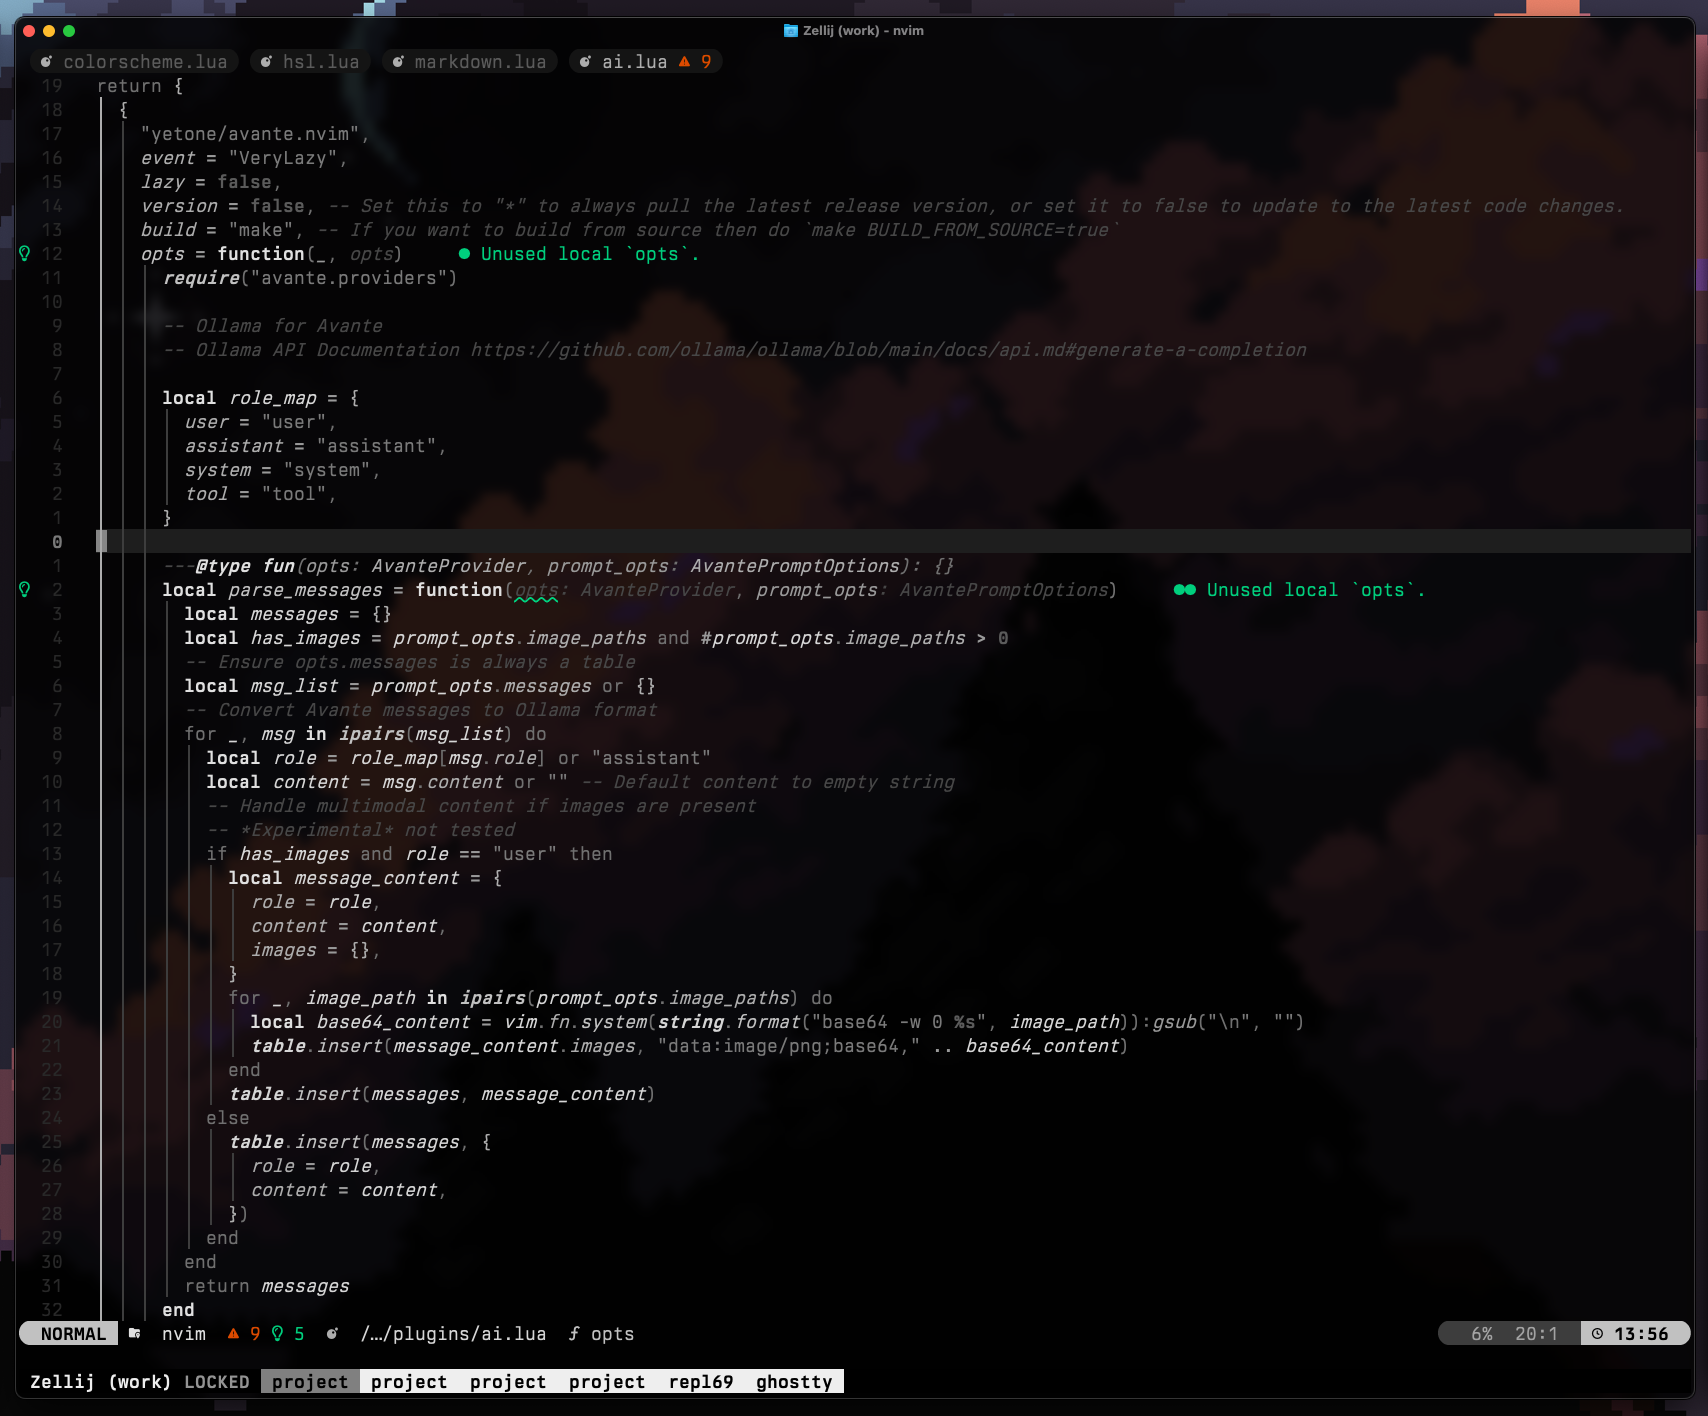 Zellij (work) - nvim
colorscheme.lua hsl.lua markdown.lua ai.lua 9
19 return {
18 {
17 "yetone/avante.nvim",
16 event = "VeryLazy",
15 lazy = false,
14 version = false, -- Set this to "*" to always pull the latest release version, or set it to false to update to the latest code changes.
13 build = "make", -- If you want to build from source then do `make BUILD_FROM_SOURCE=true`
12 opts = function(_, opts) ● Unused local `opts`.
11 require("avante.providers")
10
9 -- Ollama for Avante
8 -- Ollama API Documentation https://github.com/ollama/ollama/blob/main/docs/api.md#generate-a-completion
7
6 local role_map = {
5 user = "user",
4 assistant = "assistant",
3 system = "system",
2 tool = "tool",
1 }
0
1 ---@type fun(opts: AvanteProvider, prompt_opts: AvantePromptOptions): {}
2 local parse_messages = function(opts: AvanteProvider, prompt_opts: AvantePromptOptions) ●● Unused local `opts`.
3 local messages = {}
4 local has_images = prompt_opts.image_paths and #prompt_opts.image_paths > 0
5 -- Ensure opts.messages is always a table
6 local msg_list = prompt_opts.messages or {}
7 -- Convert Avante messages to Ollama format
8 for _, msg in ipairs(msg_list) do
9 local role = role_map[msg.role] or "assistant"
10 local content = msg.content or "" -- Default content to empty string
11 -- Handle multimodal content if images are present
12 -- *Experimental* not tested
13 if has_images and role == "user" then
14 local message_content = {
15 role = role,
16 content = content,
17 images = {},
18 }
19 for _, image_path in ipairs(prompt_opts.image_paths) do
20 local base64_content = vim.fn.system(string.format("base64 -w 0 %s", image_path)):gsub("\n", "")
21 table.insert(message_content.images, "data:image/png;base64," .. base64_content)
22 end
23 table.insert(messages, message_content)
24 else
25 table.insert(messages, {
26 role = role,
27 content = content,
28 })
29 end
30 end
31 return messages
32 end
NORMAL nvim 9 5 /…/plugins/ai.lua ƒ opts 6% 20:1 13:56
Zellij (work) LOCKED project project project project repl69 ghostty